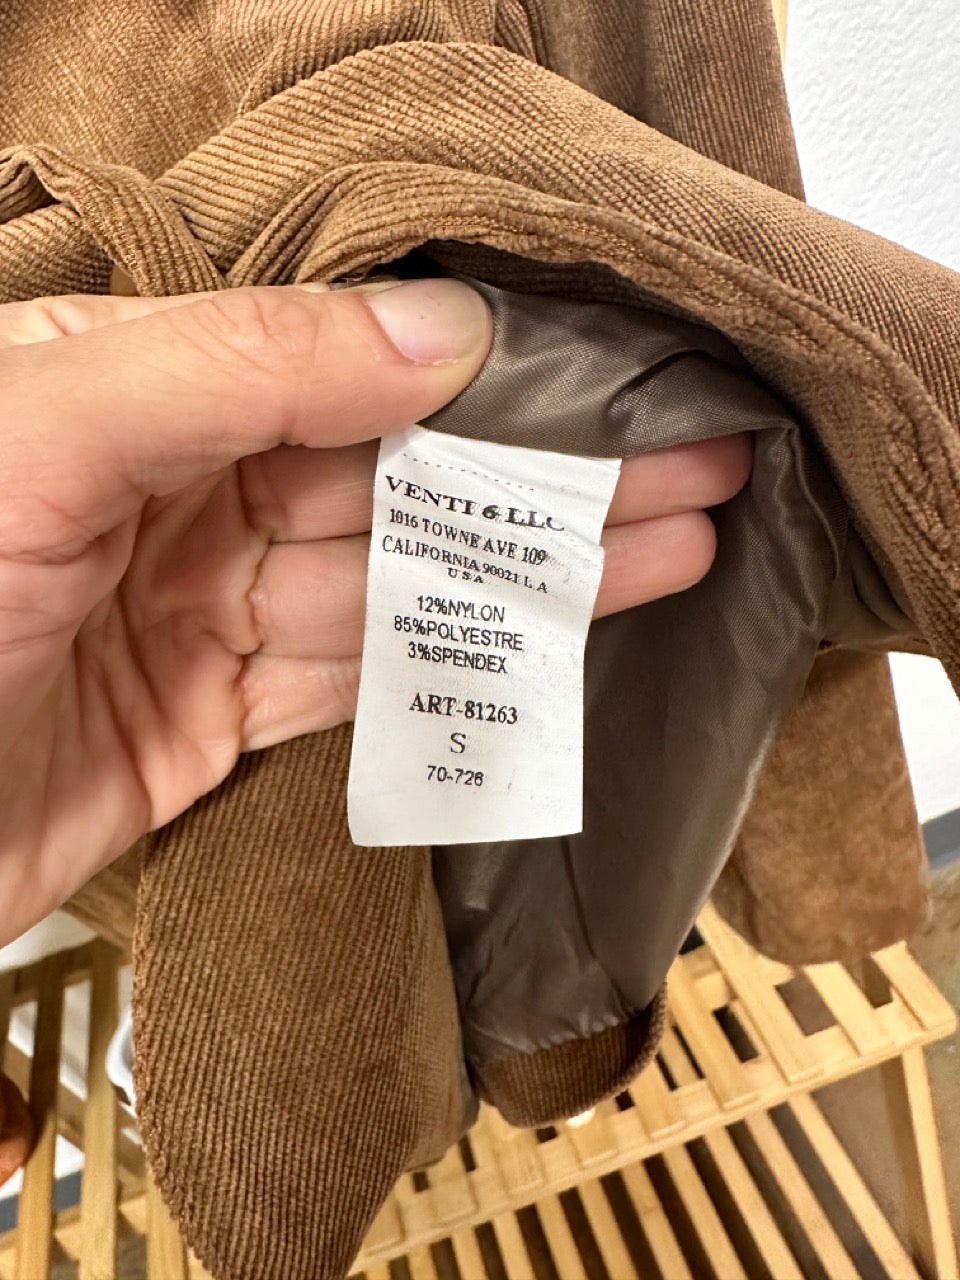 VENTI 6 LLC
1016 TOWNE AVE 109
CALIFORNIA 90021 L A
USA
12%NYLON
85%POLYESTRE
3%SPENDEX
ART-81263
S
70-726